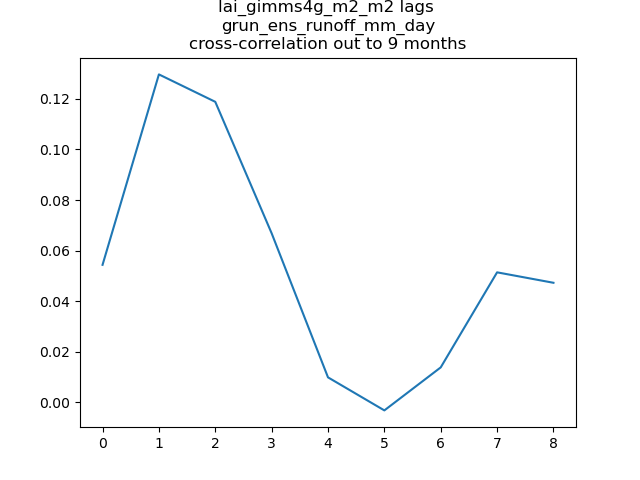 lai_gimms4g_m2_m2 lags
grun_ens_runoff_mm_day
cross-correlation out to 9 months
0.12
0.10
0.08
0.06
0.04
0.02
0.00
0 1 2 3 4 5 6 7 8